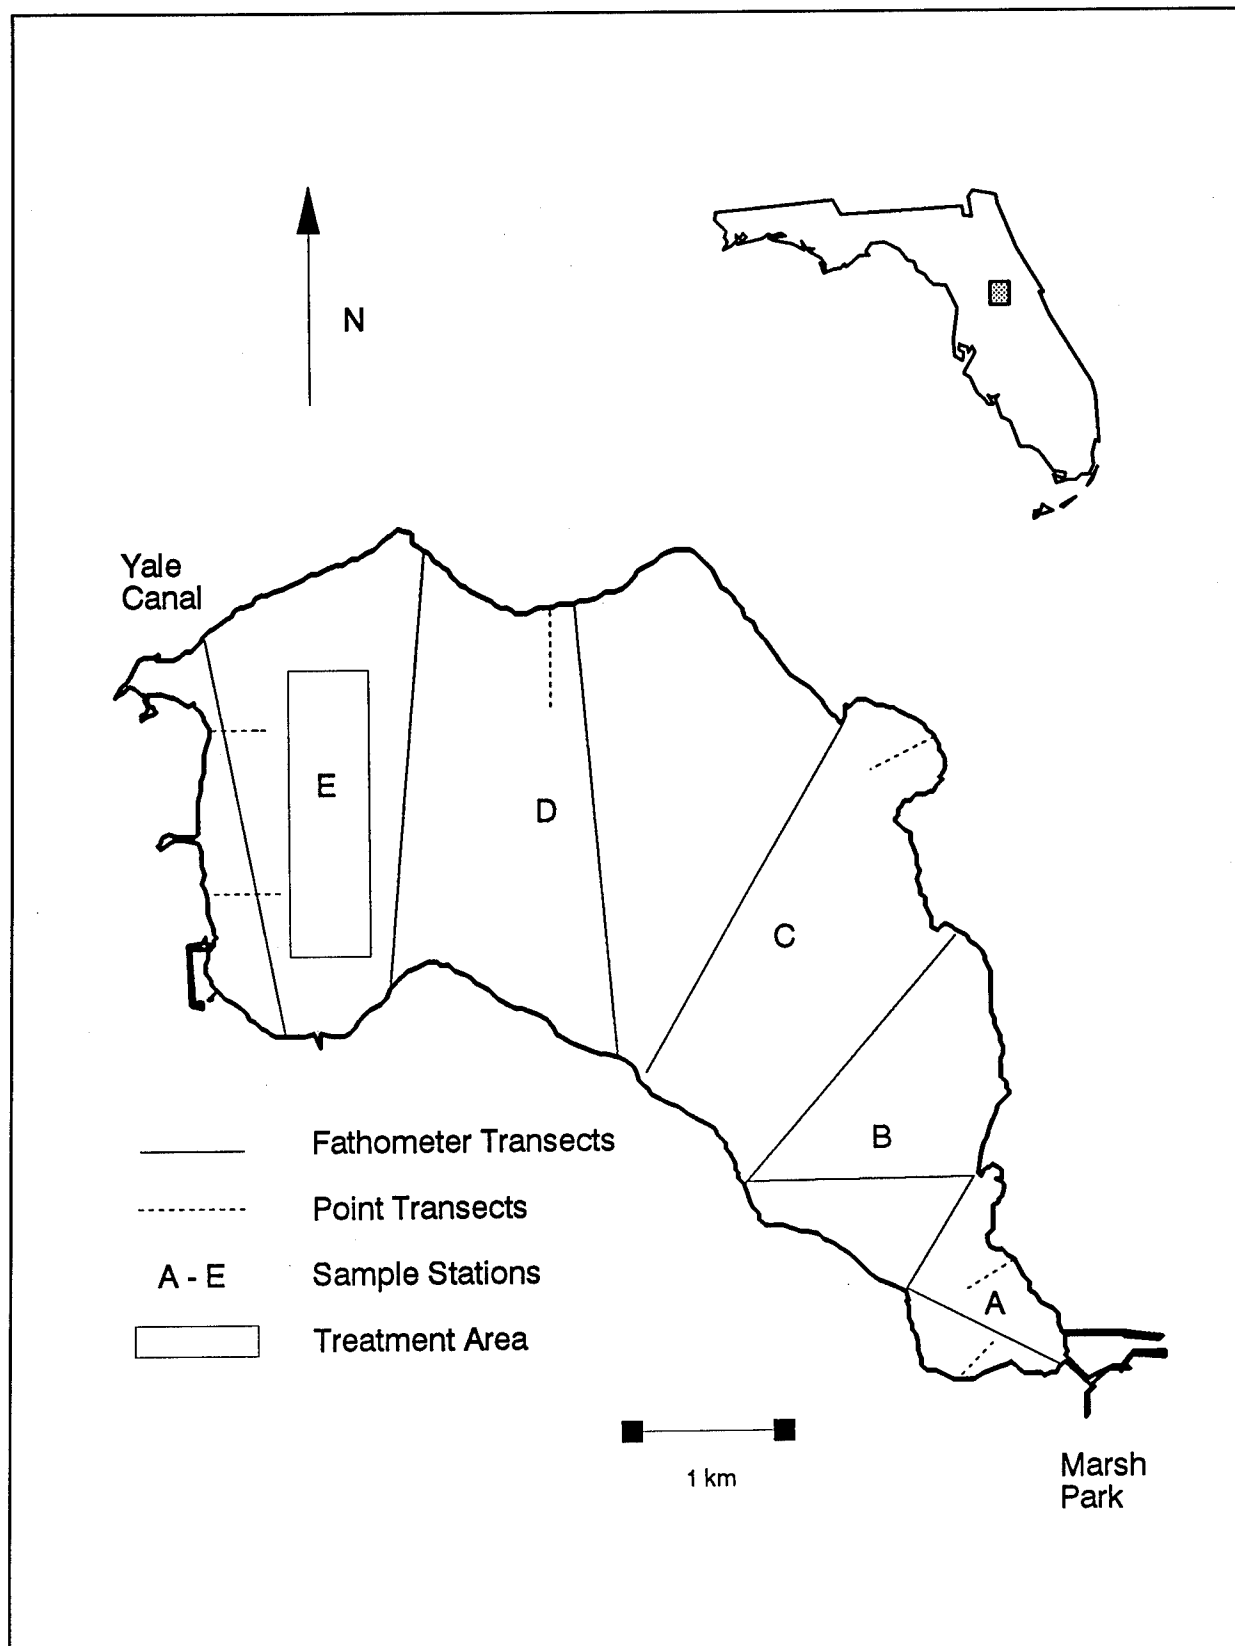 N
Yale
Canal
E
D
C
B
A
Fathometer Transects
Point Transects
A - E Sample Stations
Treatment Area
1 km
Marsh
Park